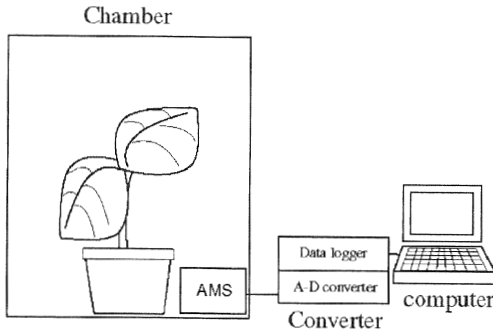 Chamber
Data logger
AMS
A-D converter
computer
Converter